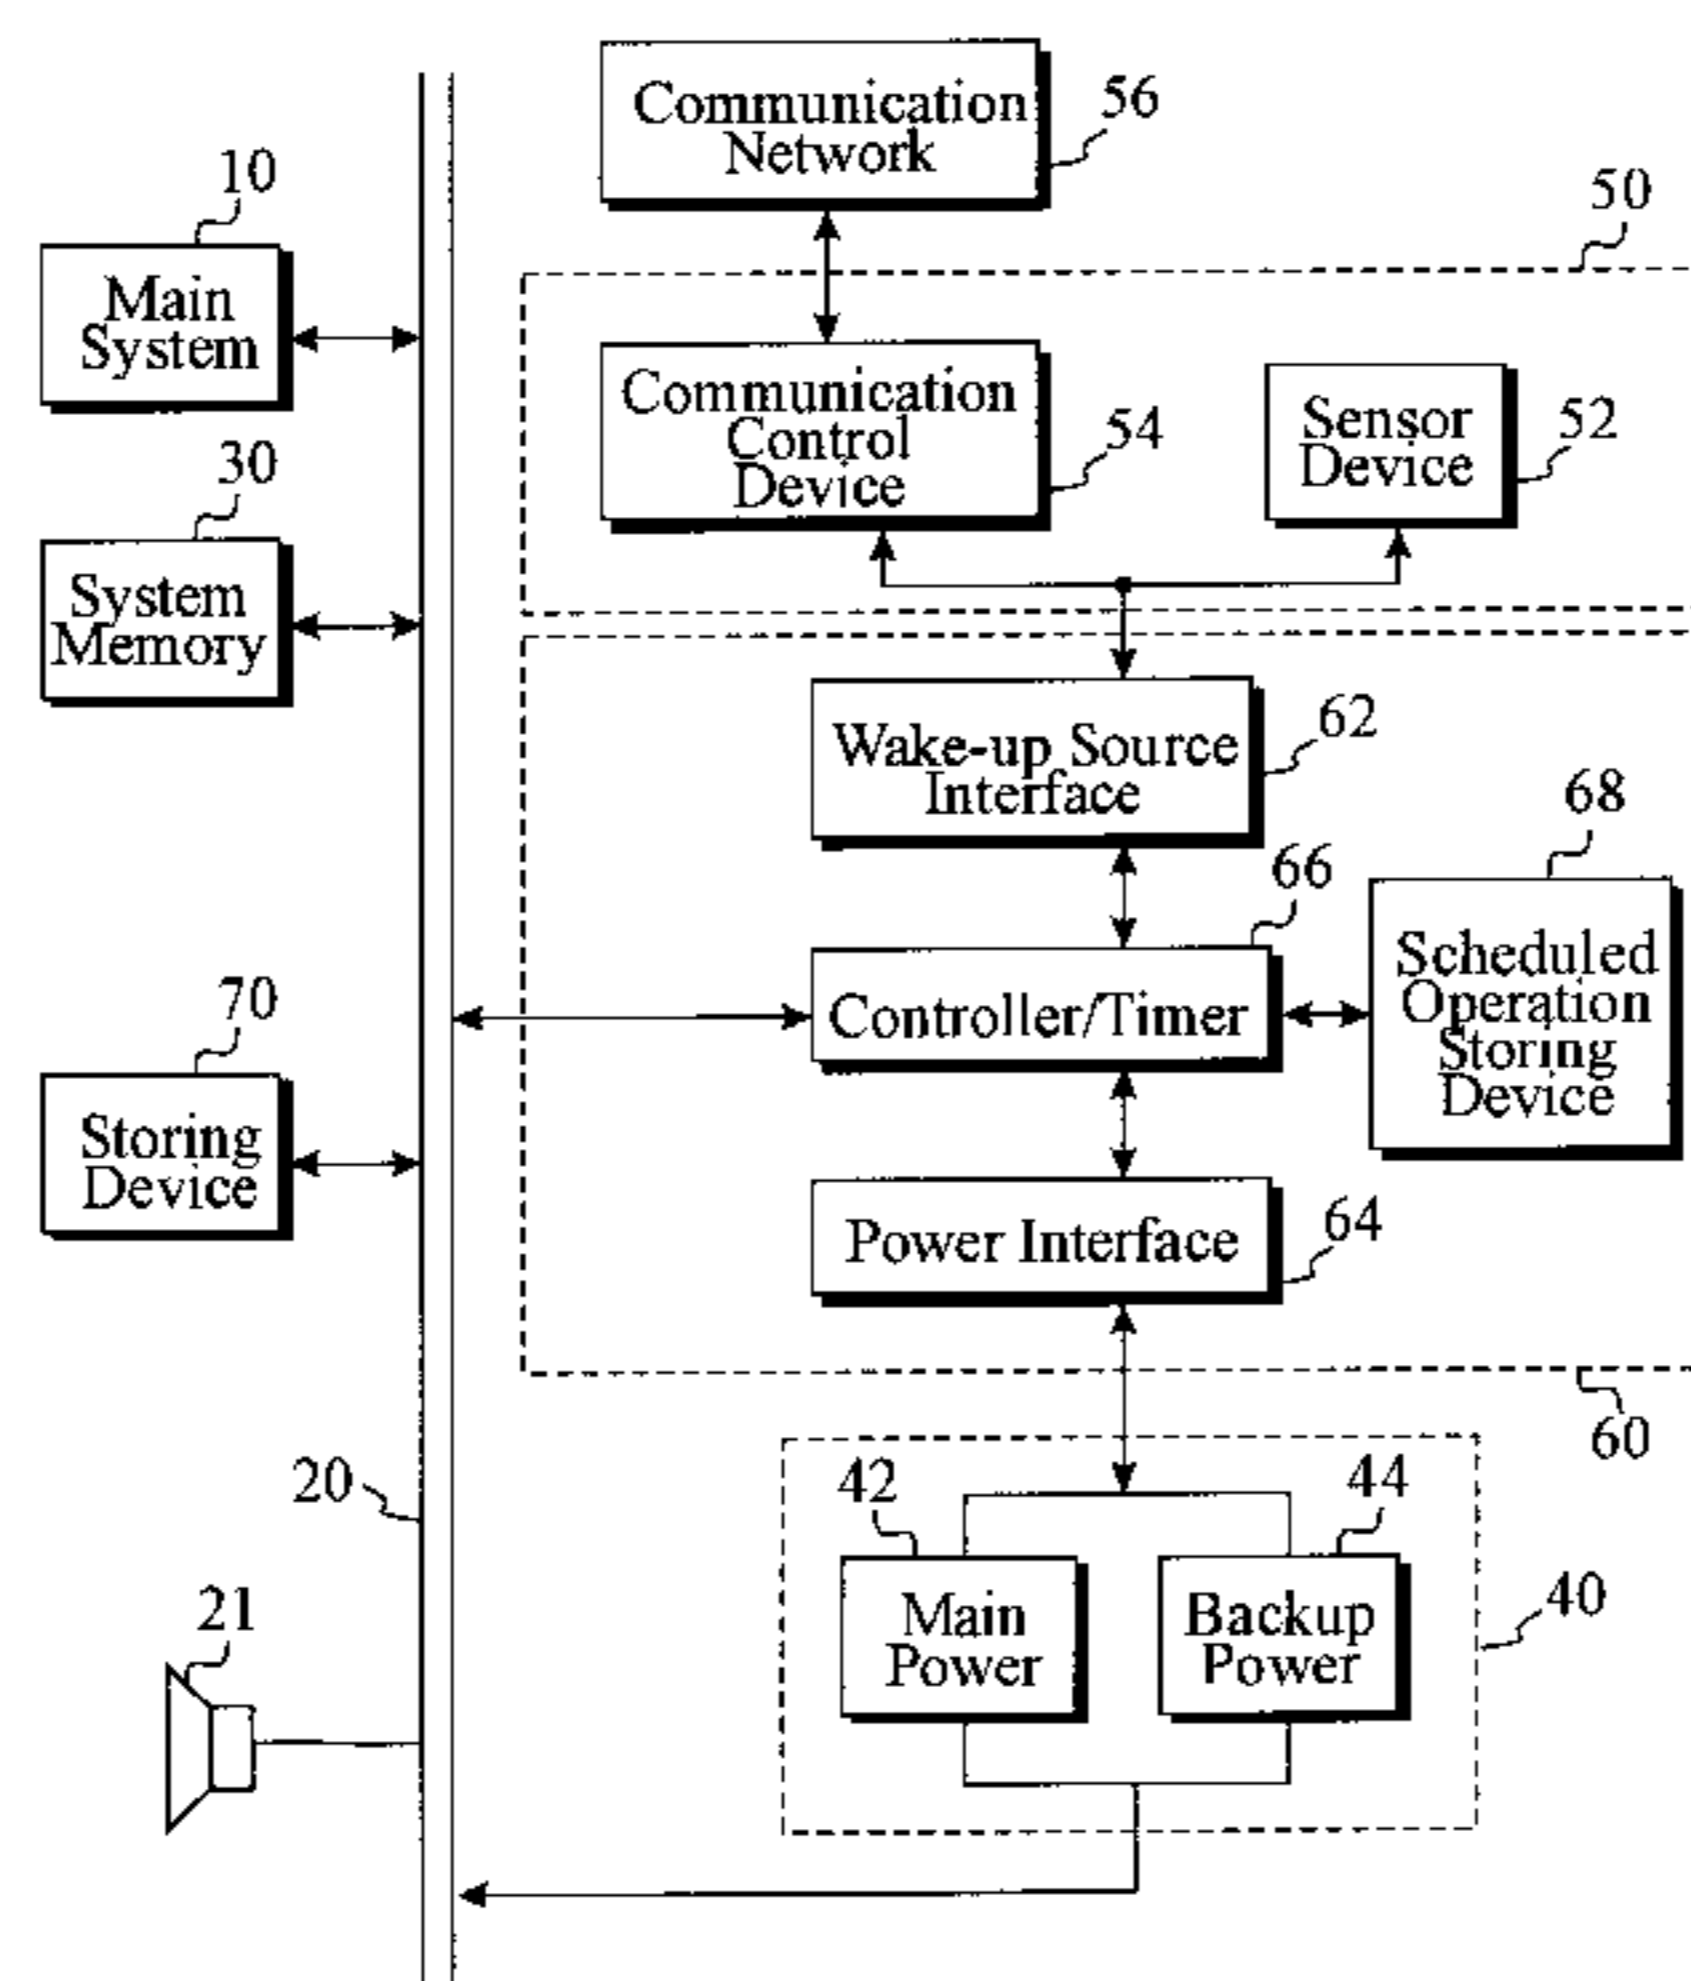 Communication
Network
56
10
Main
System
50
Communication
Control
Device
54
Sensor
Device
52
30
System
Memory
Wake-up Source
Interface
62
68
66
Scheduled
Operation
Storing
Device
Controller/Timer
70
Storing
Device
Power Interface
64
60
20
42
44
Main
Power
Backup
Power
40
21